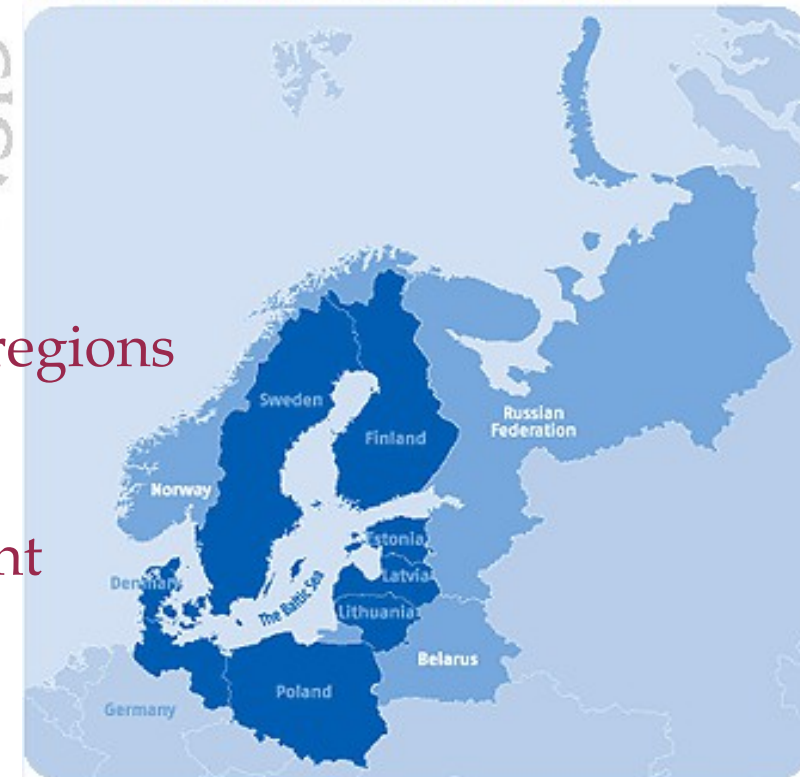 regions
nt
Sweden
Finland
Russian
Federation
Norway
Estonia
Denmark
Latvia
The Baltic Sea
Lithuania
Belarus
Poland
Germany